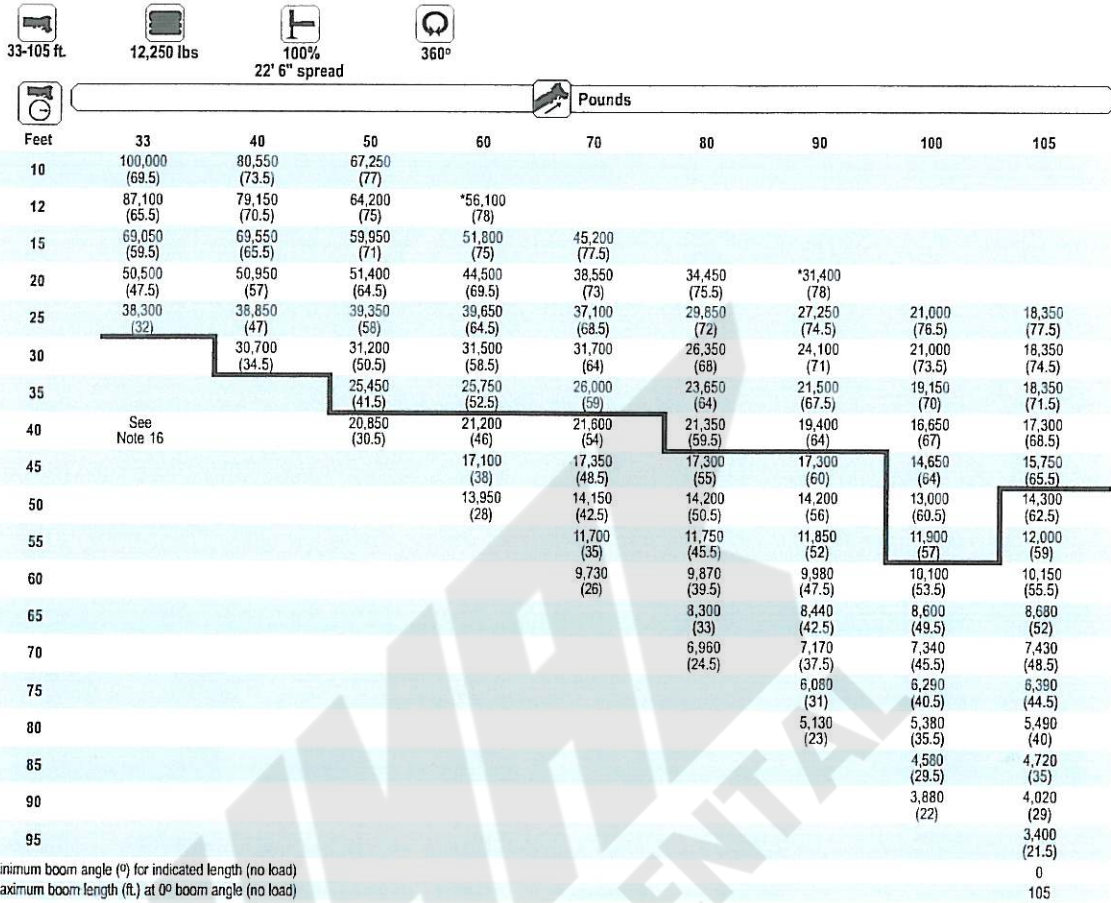 33-105 ft. 12,250 lbs 100% 360º
22' 6" spread
Pounds
Feet 33 40 50 60 70 80 90 100 105
10 100,000 80,550 67,250
(69.5) (73.5) (77)
12 87,100 79,150 64,200 *56,100
(65.5) (70.5) (75) (78)
15 69,050 69,550 59,950 51,800 45,200
(59.5) (65.5) (71) (75) (77.5)
20 50,500 50,950 51,400 44,500 38,550 34,450 *31,400
(47.5) (57) (64.5) (69.5) (73) (75.5) (78)
25 38,300 38,850 39,350 39,650 37,100 29,850 27,250 21,000 18,350
(32) (47) (58) (64.5) (68.5) (72) (74.5) (76.5) (77.5)
30 30,700 31,200 31,500 31,700 26,350 24,100 21,000 18,350
(34.5) (50.5) (58.5) (64) (68) (71) (73.5) (74.5)
35 25,450 25,750 26,000 23,650 21,500 19,150 18,350
(41.5) (52.5) (59) (64) (67.5) (70) (71.5)
40 See 20,850 21,200 21,600 21,350 19,400 16,650 17,300
Note 16 (30.5) (46) (54) (59.5) (64) (67) (68.5)
45 17,100 17,350 17,300 17,300 14,650 15,750
(38) (48.5) (55) (60) (64) (65.5)
50 13,950 14,150 14,200 14,200 13,000 14,300
(28) (42.5) (50.5) (56) (60.5) (62.5)
55 11,700 11,750 11,850 11,900 12,000
(35) (45.5) (52) (57) (59)
60 9,730 9,870 9,980 10,100 10,150
(26) (39.5) (47.5) (53.5) (55.5)
65 8,300 8,440 8,600 8,680
(33) (42.5) (49.5) (52)
70 6,960 7,170 7,340 7,430
(24.5) (37.5) (45.5) (48.5)
75 6,080 6,290 6,390
(31) (40.5) (44.5)
80 5,130 5,380 5,490
(23) (35.5) (40)
85 4,580 4,720
(29.5) (35)
90 3,880 4,020
(22) (29)
95 3,400
(21.5)
inimum boom angle (º) for indicated length (no load) 0
aximum boom length (ft.) at 0º boom angle (no load) 105